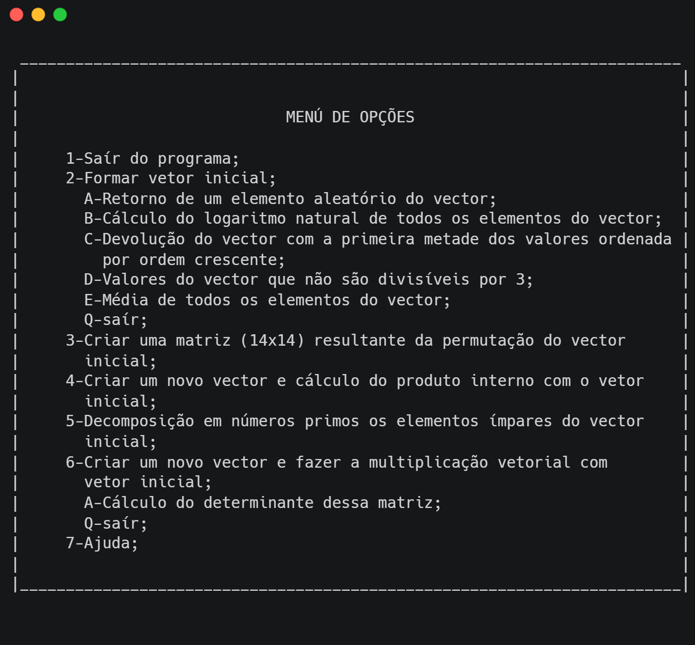 MENÚ DE OPÇÕES
1-Saír do programa;
2-Formar vetor inicial;
A-Retorno de um elemento aleatório do vector;
B-Cálculo do logaritmo natural de todos os elementos do vector;
C-Devolução do vector com a primeira metade dos valores ordenada
por ordem crescente;
D-Valores do vector que não são divisíveis por 3;
E-Média de todos os elementos do vector;
Q-saír;
3-Criar uma matriz (14x14) resultante da permutação do vector
inicial;
4-Criar um novo vector e cálculo do produto interno com o vetor
inicial;
5-Decomposição em números primos os elementos ímpares do vector
inicial;
6-Criar um novo vector e fazer a multiplicação vetorial com
vetor inicial;
A-Cálculo do determinante dessa matriz;
Q-saír;
7-Ajuda;